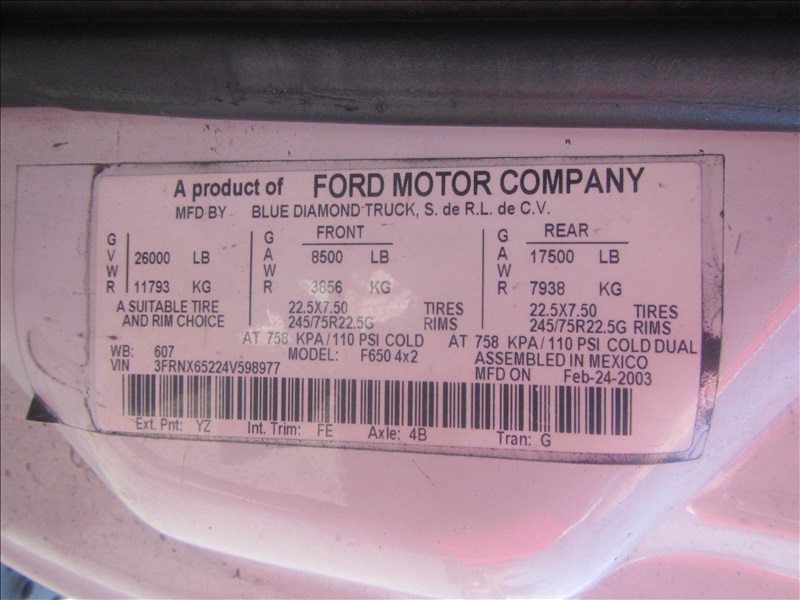 A product of FORD MOTOR COMPANY
MFD BY BLUE DIAMOND TRUCK, S. de R.L. de C.V.
GVWR 26000 LB 11793 KG
FRONT GAWR 8500 LB 3856 KG
REAR GAWR 17500 LB 7938 KG
A SUITABLE TIRE 22.5X7.50 TIRES 22.5X7.50 TIRES
AND RIM CHOICE 245/75R22.5G RIMS 245/75R22.5G RIMS
AT 758 KPA/110 PSI COLD AT 758 KPA/110 PSI COLD DUAL
WB: 607 MODEL: F650 4x2 ASSEMBLED IN MEXICO
VIN 3FRNX65224V598977 MFD ON Feb-24-2003
Ext. Pnt: YZ Int. Trim: FE Axle: 4B Tran: G